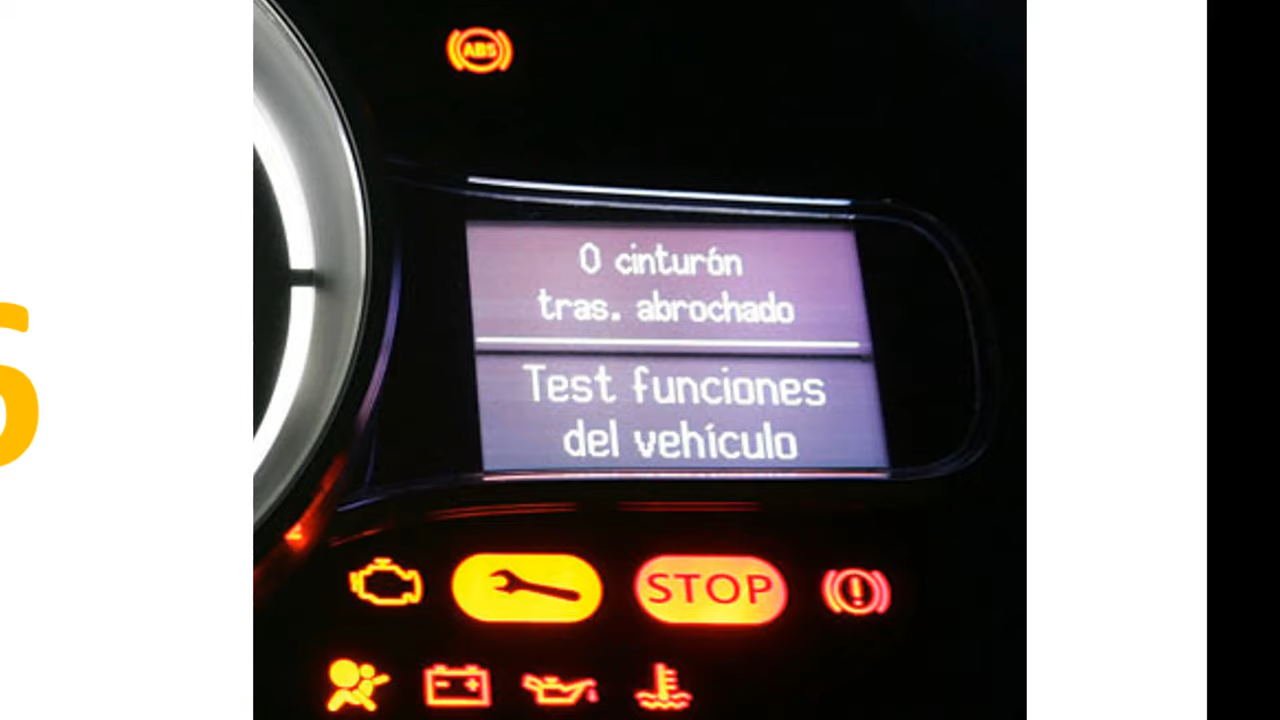 ABS
0 cinturón
tras. abrochado
Test funciones
del vehículo
STOP